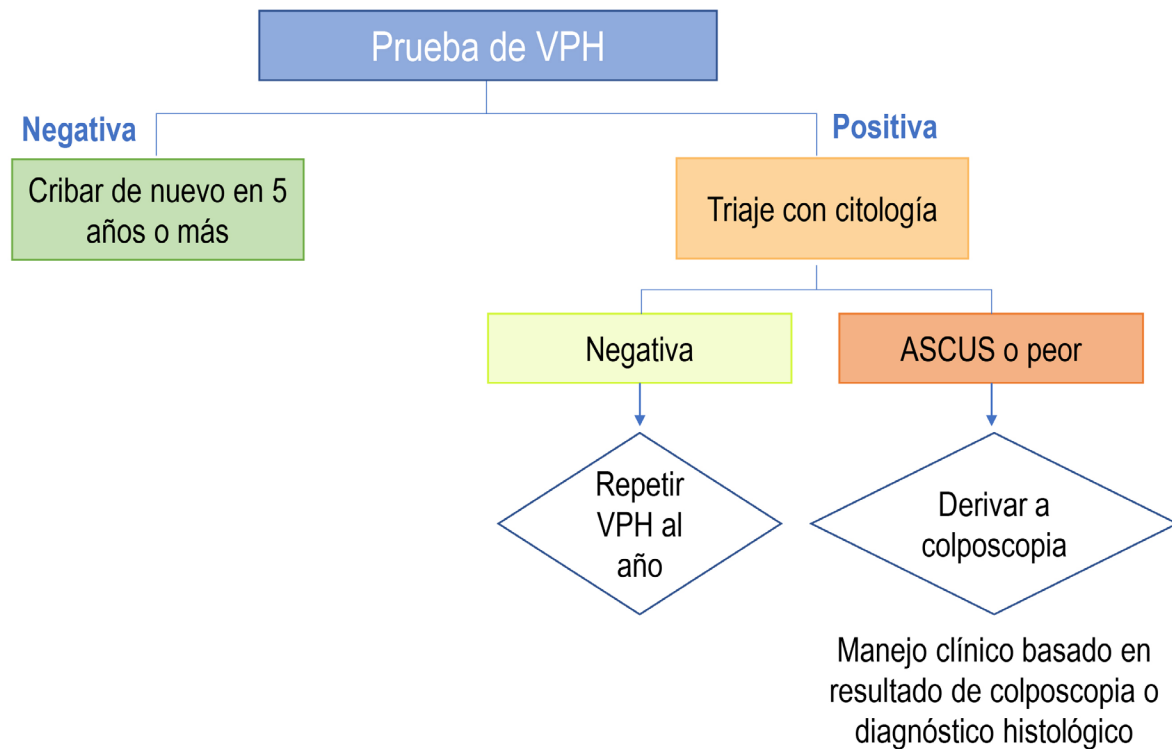 Prueba de VPH
Negativa
Positiva
Cribar de nuevo en 5
años o más
Triaje con citología
Negativa
ASCUS o peor
Repetir
VPH al
año
Derivar a
colposcopia
Manejo clínico basado en
resultado de colposcopia o
diagnóstico histológico